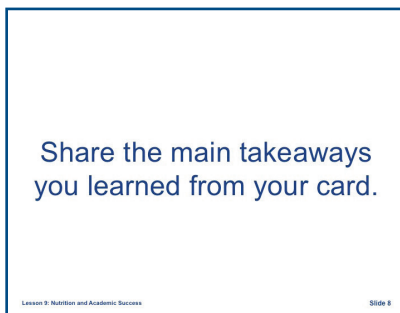 Share the main takeaways
you learned from your card.
Lesson 9: Nutrition and Academic Success
Slide 8